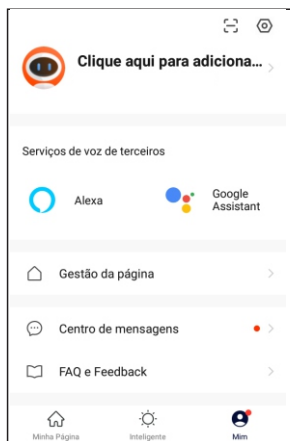 Clique aqui para adiciona...
Serviços de voz de terceiros
Alexa
Google
Assistant
Gestão da página
Centro de mensagens
FAQ e Feedback
Minha Página
Inteligente
Mim